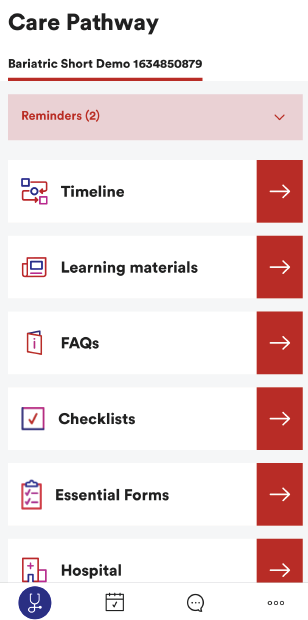 Care Pathway
Bariatric Short Demo 1634850879
Reminders (2)
Timeline
Learning materials
FAQs
Checklists
Essential Forms
Hospital